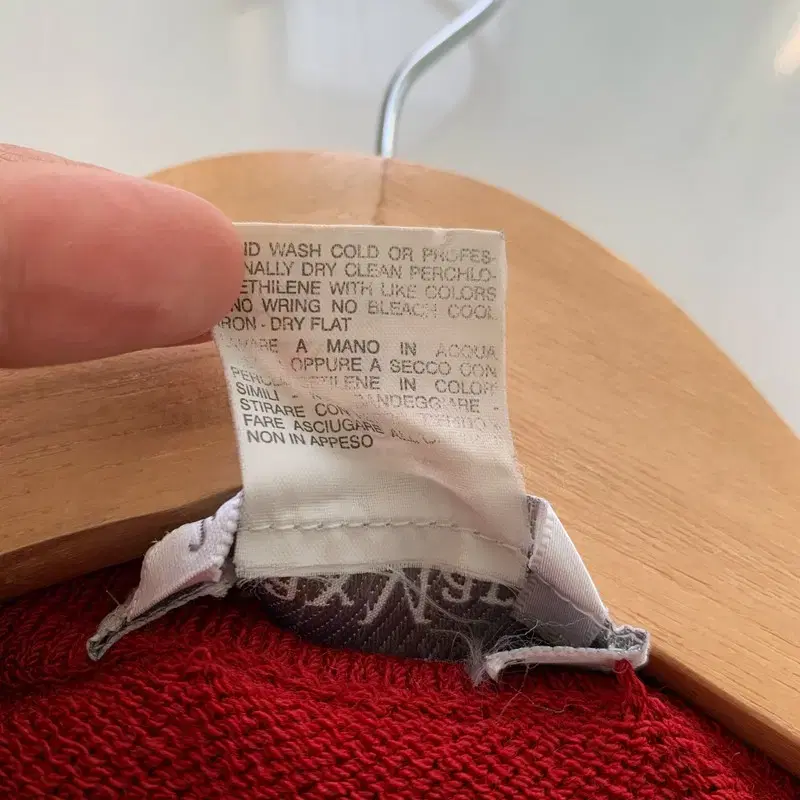 ND WASH COLD OR PROFES-
NALLY DRY CLEAN PERCHLO-
ETHILENE WITH LIKE COLORS
NO WRING NO BLEACH COOL
RON - DRY FLAT
AVARE A MANO IN ACQUA
OPPURE A SECCO CON
IN COLORI
SIMILI -
STIRARE
FARE ASCIUGARE
NON IN APPESO